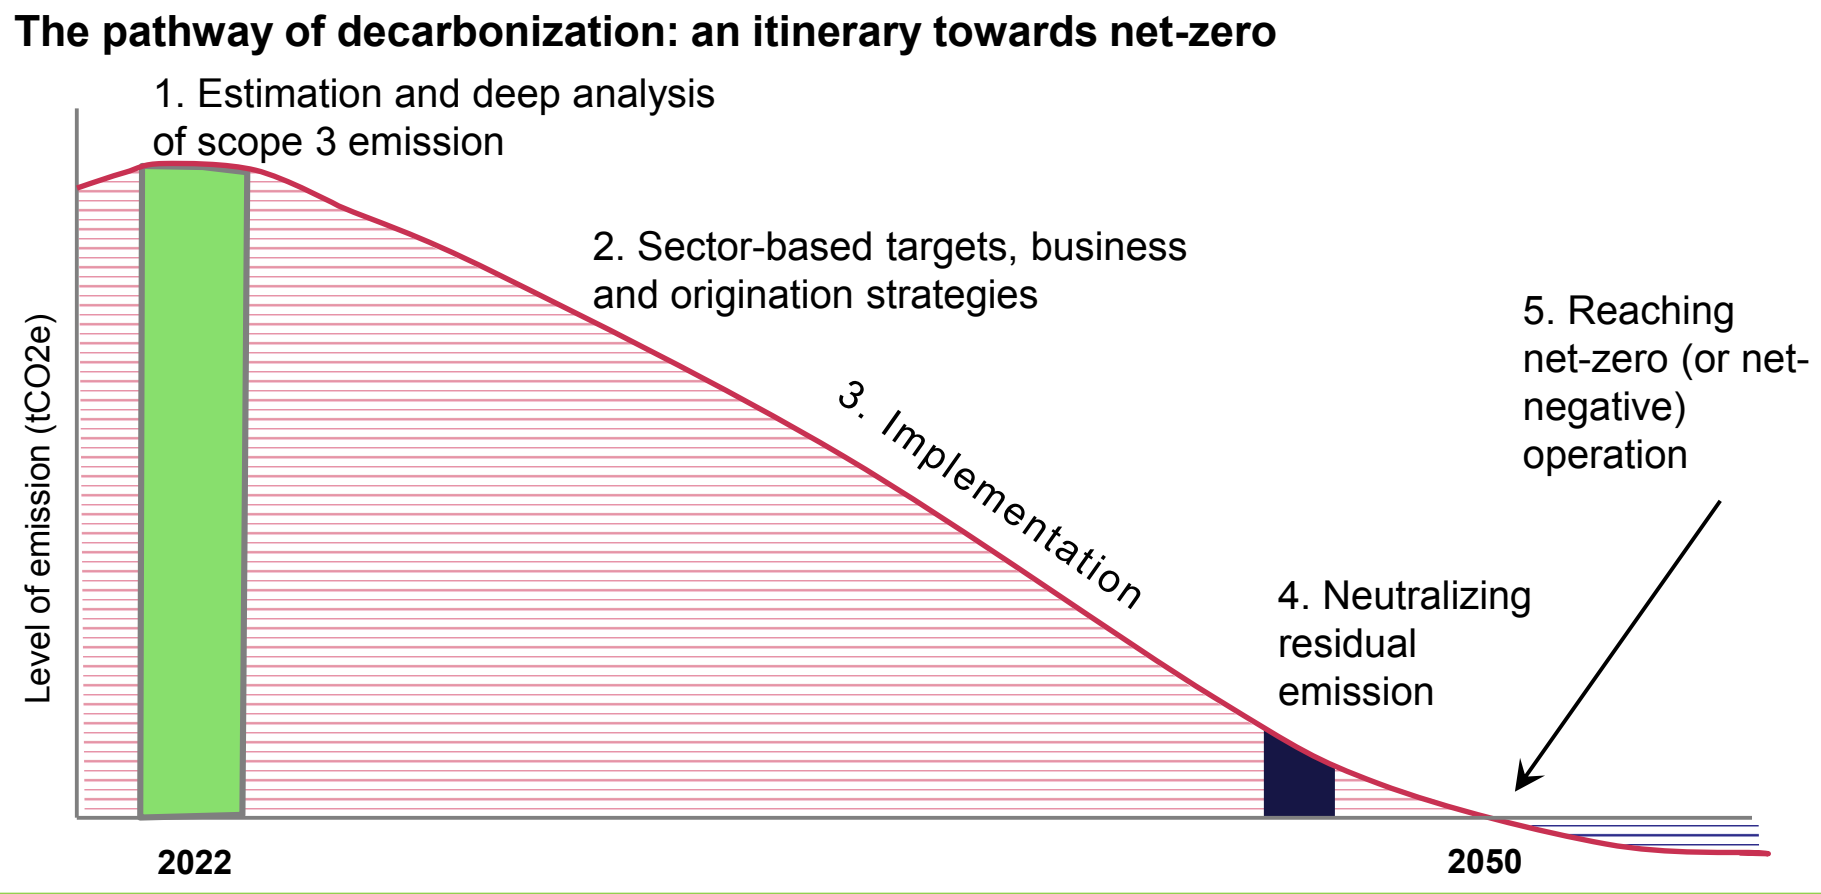 The pathway of decarbonization: an itinerary towards net-zero
1. Estimation and deep analysis
of scope 3 emission
2. Sector-based targets, business
and origination strategies
3. Implementation
4. Neutralizing
residual
emission
5. Reaching
net-zero (or net-
negative)
operation
Level of emission (tCO2e)
2022
2050